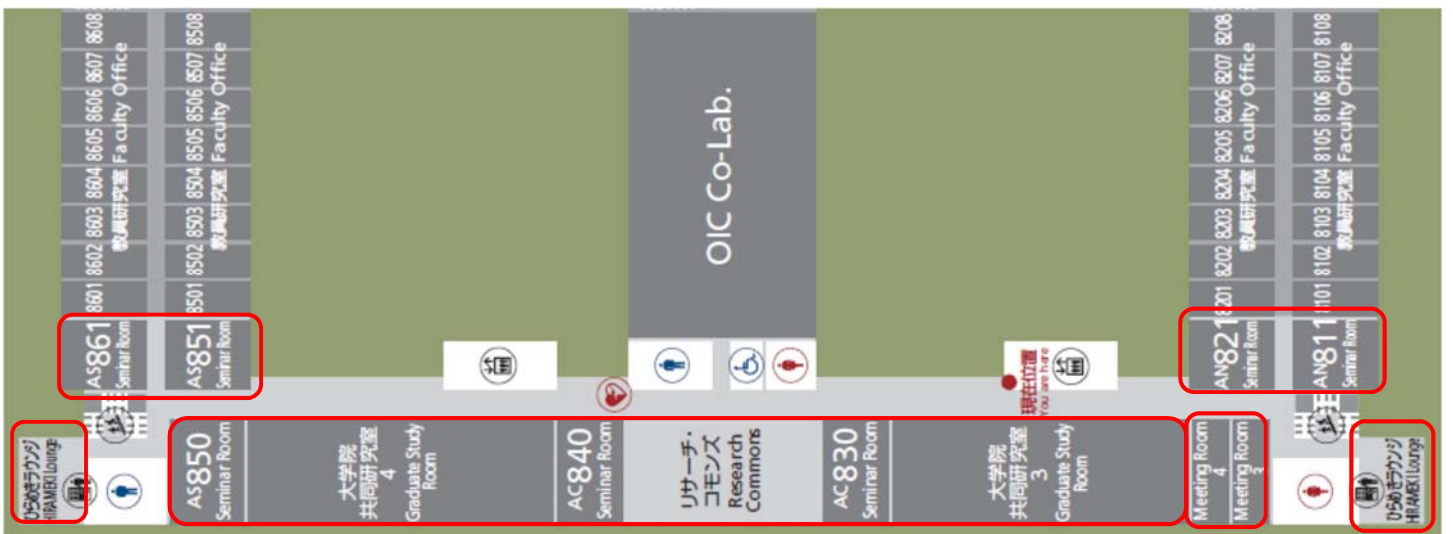 8601 8602 8603 8604 8605 8606 8607 8608
教員研究室 Faculty Office
8501 8502 8503 8504 8505 8506 8507 8508
教員研究室 Faculty Office
OIC Co-Lab.
8201 8202 8203 8204 8205 8206 8207 8208
教員研究室 Faculty Office
8101 8102 8103 8104 8105 8106 8107 8108
教員研究室 Faculty Office
AS861
Seminar Room
AS851
Seminar Room
現在位置
You are here
AN821
Seminar Room
AN811
Seminar Room
ひらめきラウンジ
HIRAMEKI Lounge
AS850
Seminar Room
大学院
共同研究室
4
Graduate Study
Room
AC840
Seminar Room
リサーチ・
コモンズ
Research
Commons
AC830
Seminar Room
大学院
共同研究室
3
Graduate Study
Room
Meeting Room
4
Meeting Room
3
ひらめきラウンジ
HIRAMEKI Lounge